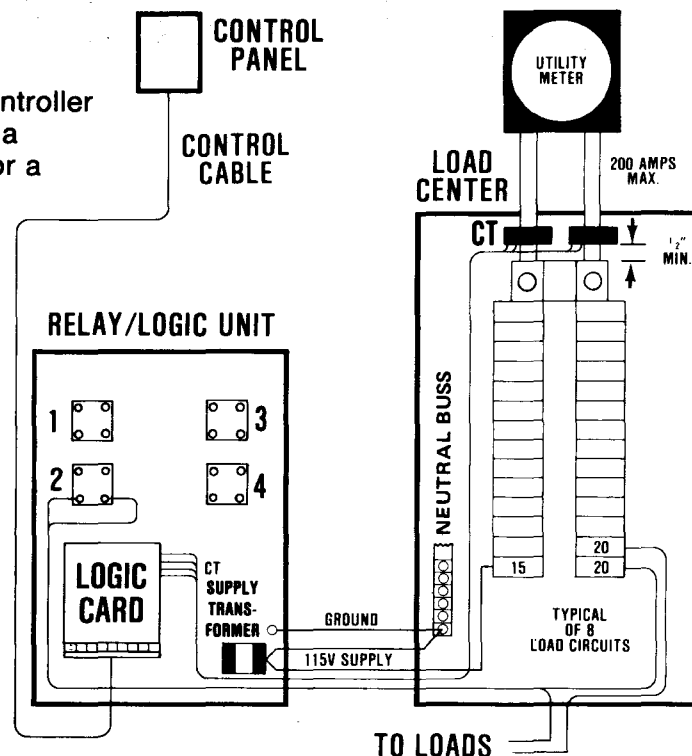 CONTROL
PANEL
ntroller
a
or a
CONTROL
CABLE
UTILITY
METER
LOAD
CENTER
200 AMPS
MAX.
CT
1/2"
MIN.
RELAY/LOGIC UNIT
1
3
2
4
NEUTRAL BUSS
LOGIC
CARD
CT
SUPPLY
TRANS-
FORMER
GROUND
115V SUPPLY
15
20
20
TYPICAL
OF 8
LOAD CIRCUITS
TO LOADS